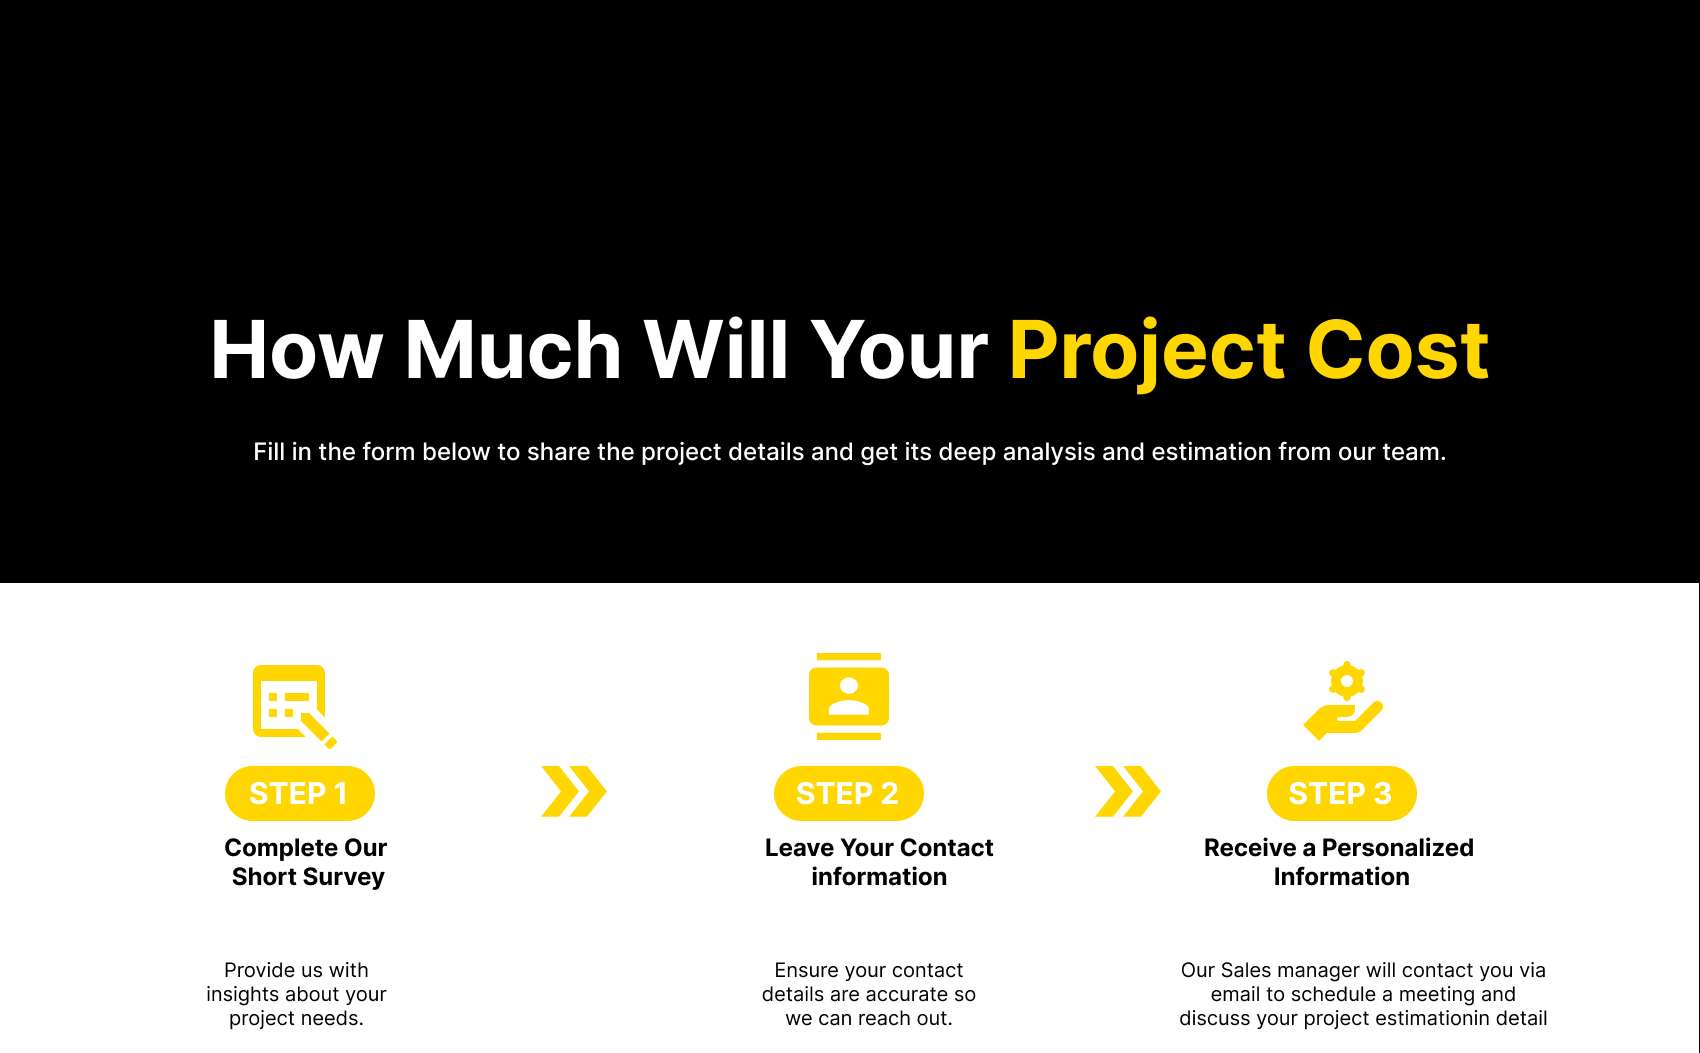 How Much Will Your Project Cost
Fill in the form below to share the project details and get its deep analysis and estimation from our team.
STEP 1
Complete Our
Short Survey
Provide us with
insights about your
project needs.
STEP 2
Leave Your Contact
information
Ensure your contact
details are accurate so
we can reach out.
STEP 3
Receive a Personalized
Information
Our Sales manager will contact you via
email to schedule a meeting and
discuss your project estimationin detail